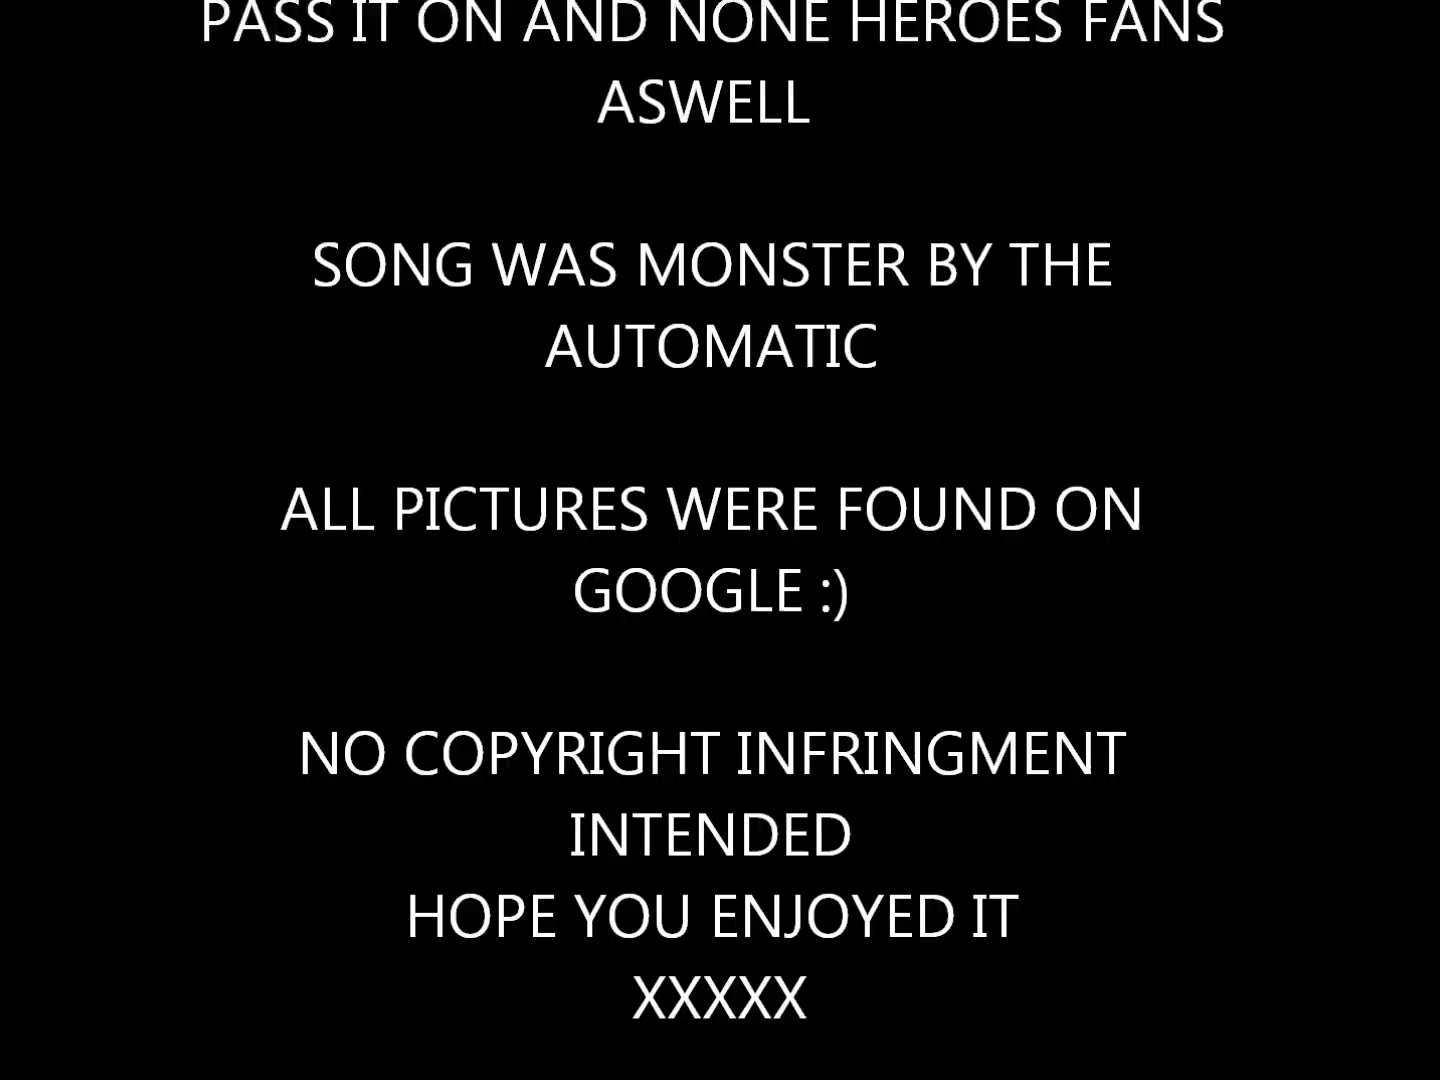 PASS IT ON AND NONE HEROES FANS
ASWELL
SONG WAS MONSTER BY THE
AUTOMATIC
ALL PICTURES WERE FOUND ON
GOOGLE :)
NO COPYRIGHT INFRINGMENT
INTENDED
HOPE YOU ENJOYED IT
XXXXX